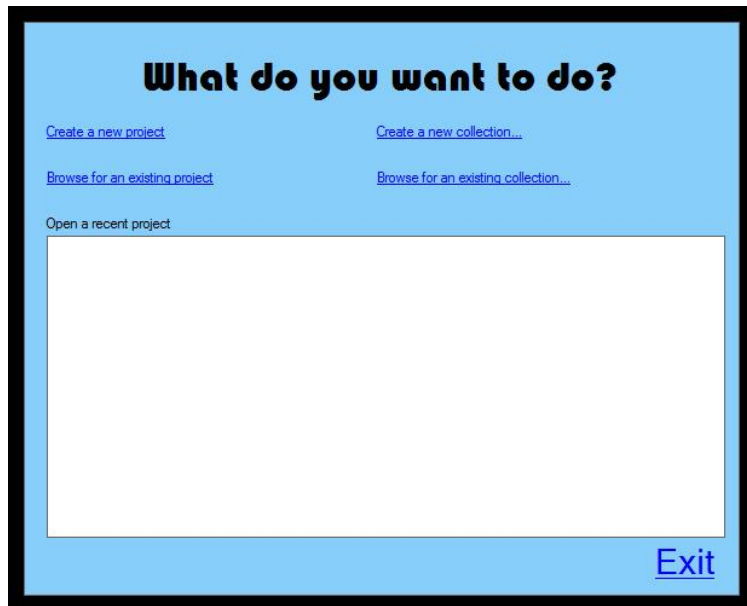 What do you want to do?
Create a new project
Create a new collection...
Browse for an existing project
Browse for an existing collection...
Open a recent project
Exit